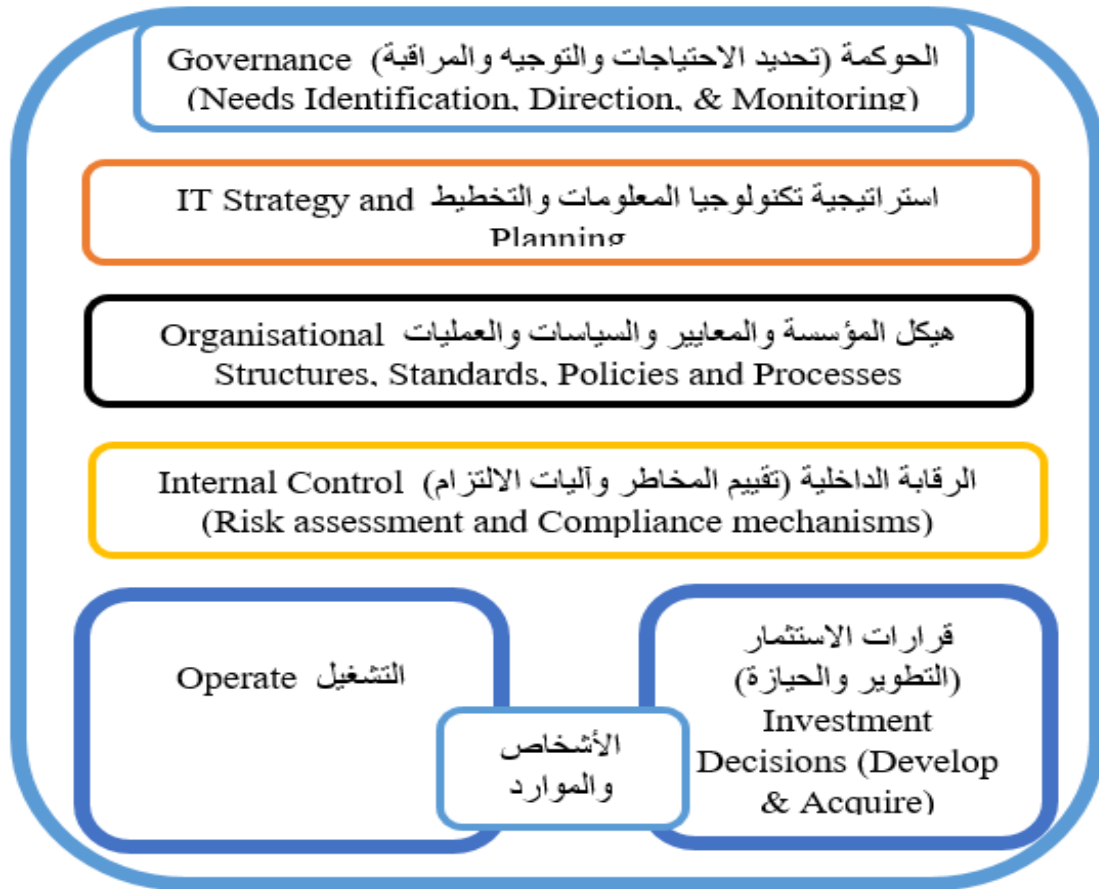 الحوكمة (تحديد الاحتياجات والتوجيه والمراقبة) Governance
(Needs Identification, Direction, & Monitoring)
استراتيجية تكنولوجيا المعلومات والتخطيط IT Strategy and
Planning
هيكل المؤسسة والمعايير والسياسات والعمليات Organisational
Structures, Standards, Policies and Processes
الرقابة الداخلية (تقييم المخاطر وآليات الالتزام) Internal Control
(Risk assessment and Compliance mechanisms)
قرارات الاستثمار
(التطوير والحيازة)
Investment
Decisions (Develop
& Acquire)
التشغيل Operate
الأشخاص
والموارد